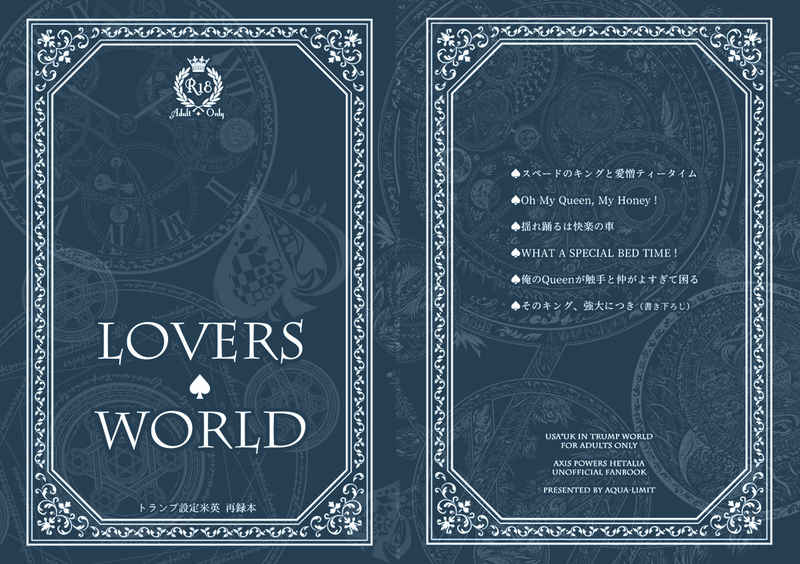 R18
Adult Only
LOVERS
WORLD
トランプ設定米英 再録本
♠スペードのキングと愛憎ティータイム
♠Oh My Queen, My Honey !
♠揺れ踊るは快楽の車
♠WHAT A SPECIAL BED TIME !
♠俺のQueenが触手と仲がよすぎて困る
♠そのキング、強大につき（書き下ろし）
USA*UK IN TRUMP WORLD
FOR ADULTS ONLY
AXIS POWERS HETALIA
UNOFFICIAL FANBOOK
PRESENTED BY AQUA-LIMIT